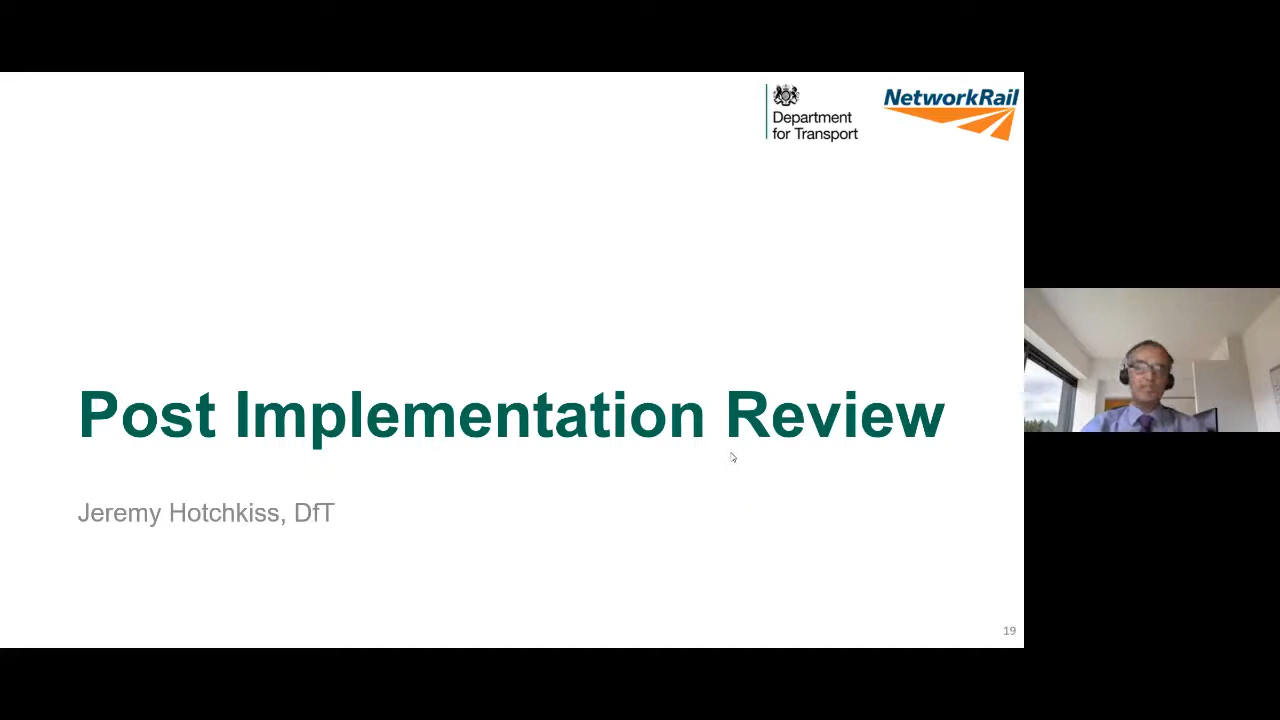 Department
for Transport
NetworkRail
Post Implementation Review
Jeremy Hotchkiss, DfT
19